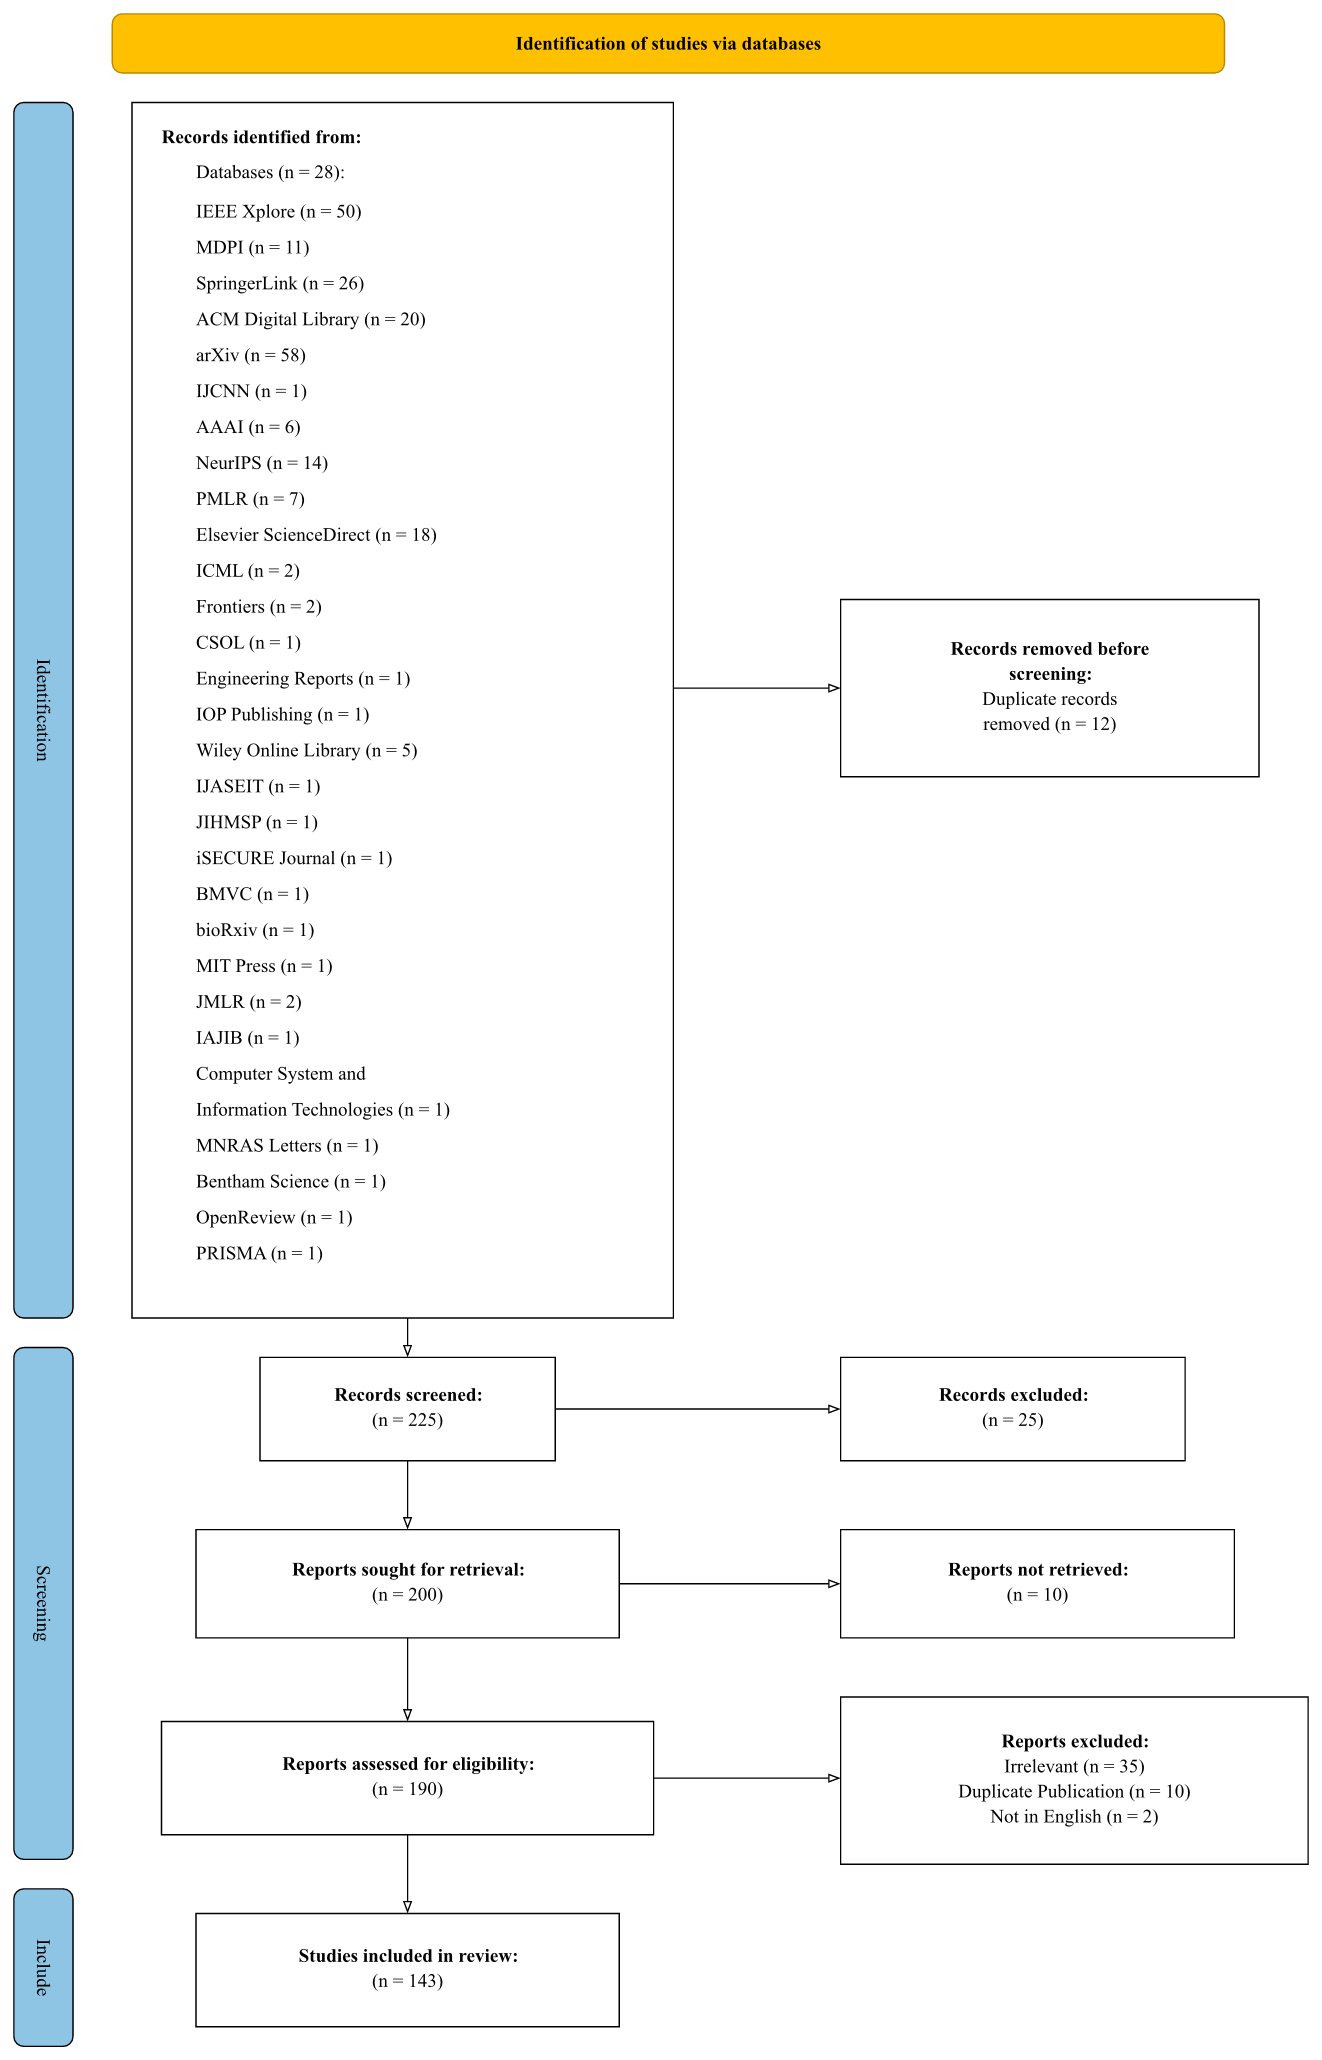 Identification of studies via databases
Identification
Records identified from:
Databases (n = 28):
IEEE Xplore (n = 50)
MDPI (n = 11)
SpringerLink (n = 26)
ACM Digital Library (n = 20)
arXiv (n = 58)
IJCNN (n = 1)
AAAI (n = 6)
NeurIPS (n = 14)
PMLR (n = 7)
Elsevier ScienceDirect (n = 18)
ICML (n = 2)
Frontiers (n = 2)
CSOL (n = 1)
Engineering Reports (n = 1)
IOP Publishing (n = 1)
Wiley Online Library (n = 5)
IJASEIT (n = 1)
JIHMSP (n = 1)
iSECURE Journal (n = 1)
BMVC (n = 1)
bioRxiv (n = 1)
MIT Press (n = 1)
JMLR (n = 2)
IAJIB (n = 1)
Computer System and
Information Technologies (n = 1)
MNRAS Letters (n = 1)
Bentham Science (n = 1)
OpenReview (n = 1)
PRISMA (n = 1)
Records removed before
screening:
Duplicate records
removed (n = 12)
Screening
Records screened:
(n = 225)
Records excluded:
(n = 25)
Reports sought for retrieval:
(n = 200)
Reports not retrieved:
(n = 10)
Reports assessed for eligibility:
(n = 190)
Reports excluded:
Irrelevant (n = 35)
Duplicate Publication (n = 10)
Not in English (n = 2)
Include
Studies included in review:
(n = 143)